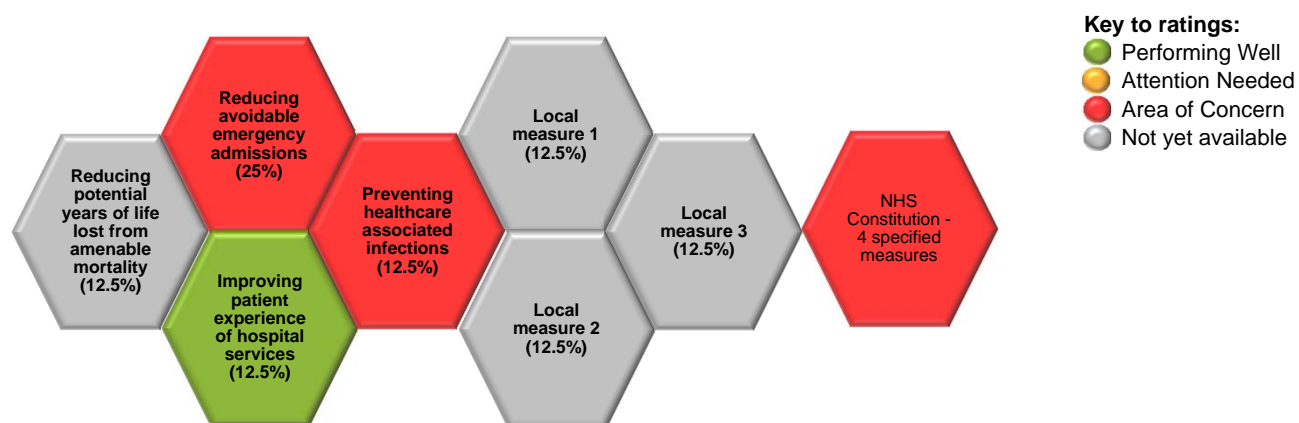 Reducing
potential
years of life
lost from
amenable
mortality
(12.5%)
Reducing
avoidable
emergency
admissions
(25%)
Improving
patient
experience
of hospital
services
(12.5%)
Preventing
healthcare
associated
infections
(12.5%)
Local
measure 1
(12.5%)
Local
measure 2
(12.5%)
Local
measure 3
(12.5%)
NHS
Constitution -
4 specified
measures
Key to ratings:
Performing Well
Attention Needed
Area of Concern
Not yet available